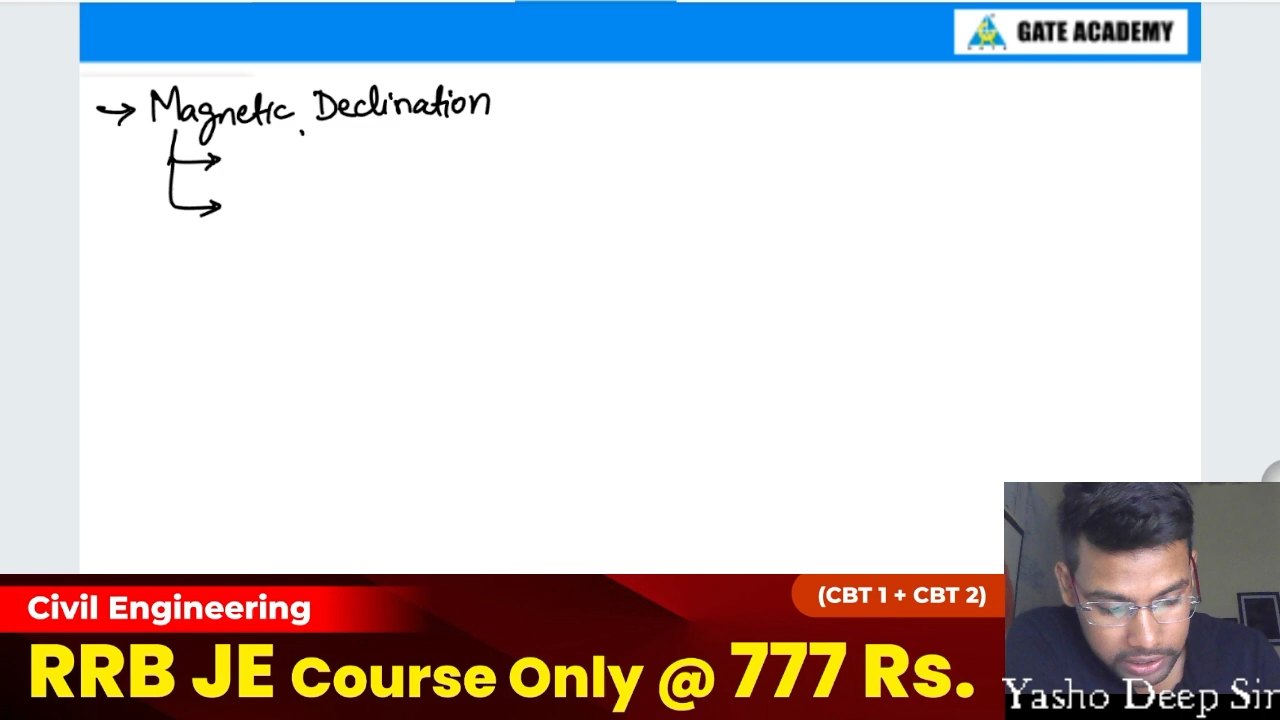 GATE ACADEMY
→ Magnetic Declination
Civil Engineering
(CBT 1 + CBT 2)
RRB JE Course Only @ 777 Rs.
Yasho Deep Sir